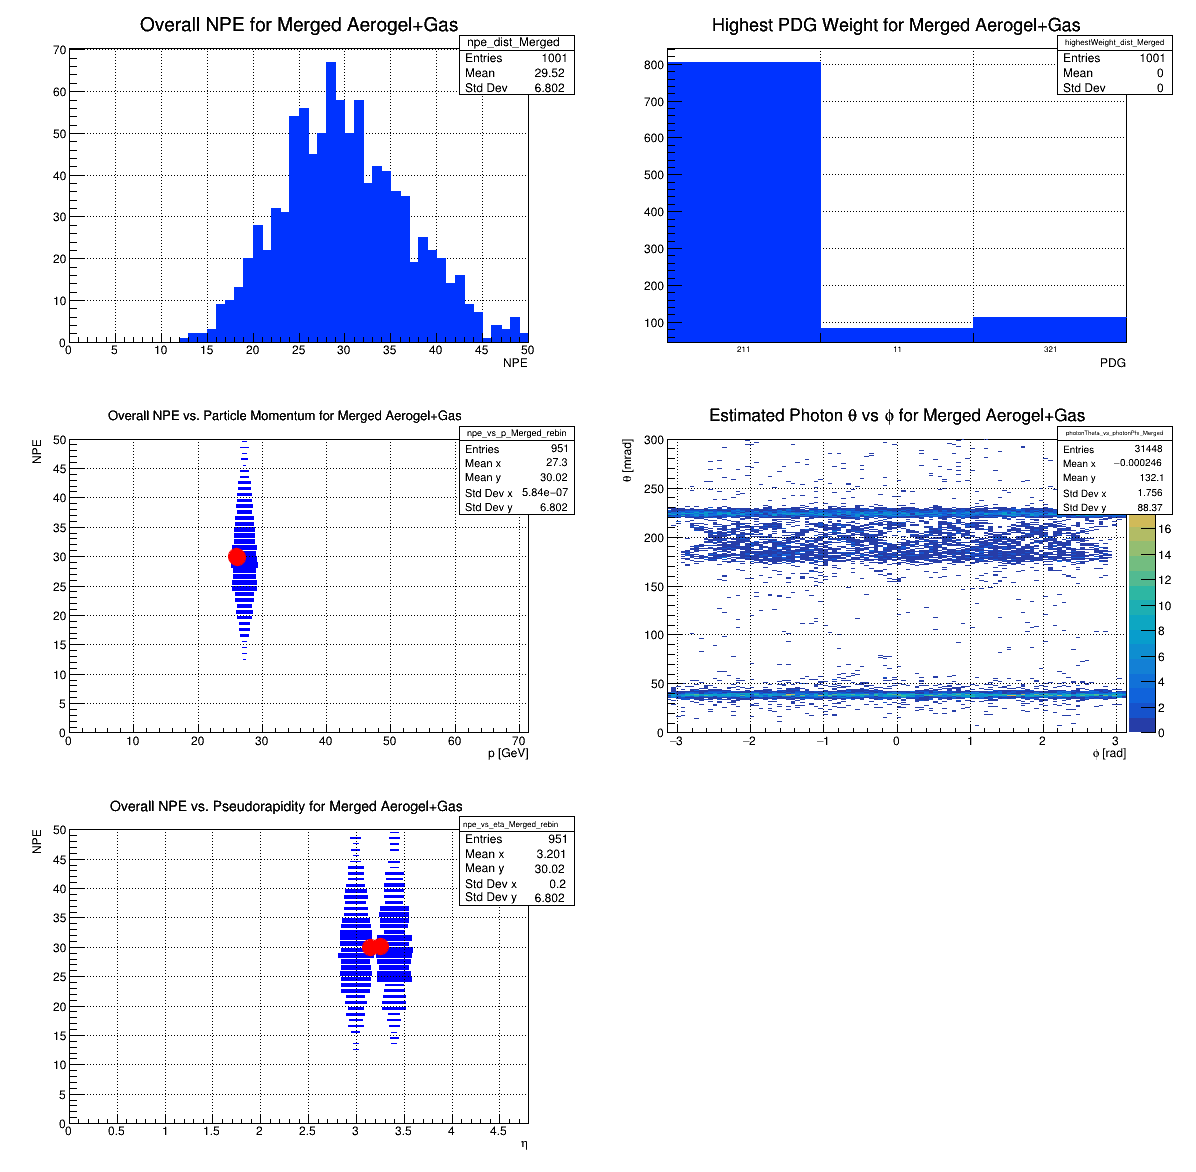 Overall NPE for Merged Aerogel+Gas
npe_dist_Merged
Entries 1001
Mean 29.52
Std Dev 6.802
70
60
50
40
30
20
10
0
0 5 10 15 20 25 30 35 40 45 50
NPE
Highest PDG Weight for Merged Aerogel+Gas
highestWeight_dist_Merged
Entries 1001
Mean 0
Std Dev 0
800
700
600
500
400
300
200
100
211 11 321
PDG
Overall NPE vs. Particle Momentum for Merged Aerogel+Gas
npe_vs_p_Merged_rebin
Entries 951
Mean x 27.3
Mean y 30.02
Std Dev x 5.84e−07
Std Dev y 6.802
NPE
50
45
40
35
30
25
20
15
10
5
0
0 10 20 30 40 50 60 70
p [GeV]
Estimated Photon θ vs ϕ for Merged Aerogel+Gas
photonTheta_vs_photonPhi_Merged
Entries 31448
Mean x −0.000246
Mean y 132.1
Std Dev x 1.756
Std Dev y 88.37
θ [mrad]
300
250
200
150
100
50
0
−3 −2 −1 0 1 2 3
ϕ [rad]
16
14
12
10
8
6
4
2
0
Overall NPE vs. Pseudorapidity for Merged Aerogel+Gas
npe_vs_eta_Merged_rebin
Entries 951
Mean x 3.201
Mean y 30.02
Std Dev x 0.2
Std Dev y 6.802
NPE
50
45
40
35
30
25
20
15
10
5
0
0 0.5 1 1.5 2 2.5 3 3.5 4 4.5
η